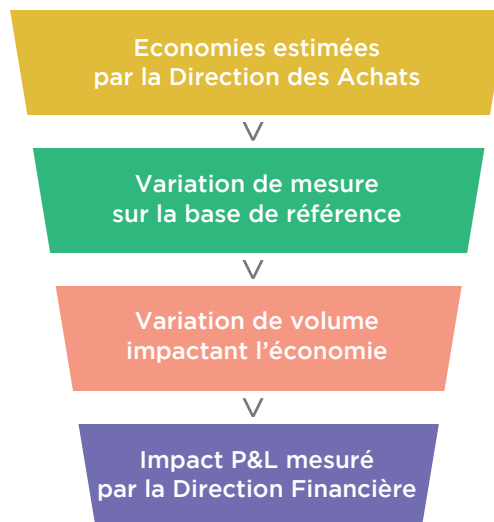 Economies estimées
par la Direction des Achats
Variation de mesure
sur la base de référence
Variation de volume
impactant l’économie
Impact P&L mesuré
par la Direction Financière